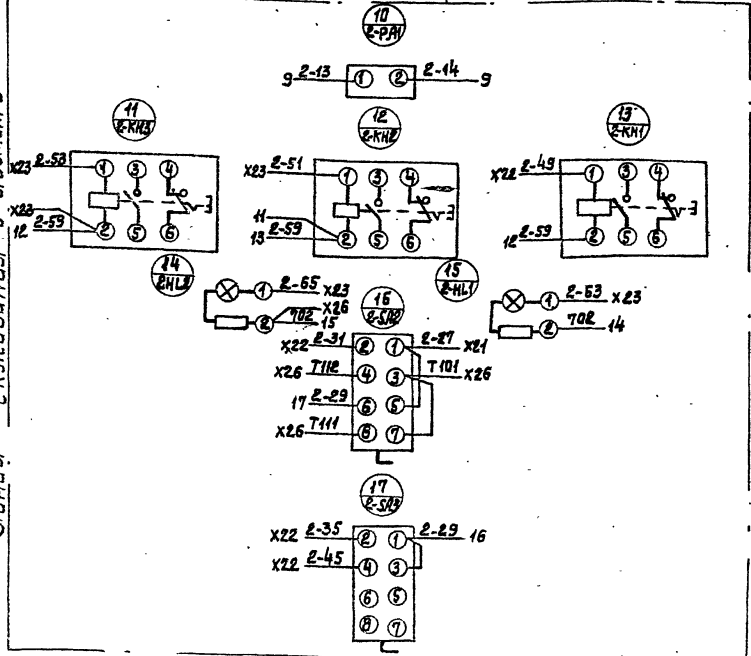 10
2-PA1
9 2-13 1 2 2-14 9
11
2-KH3
12
2-KH2
13
2-KH1
X23 2-53 1 3 4
X23
12 2-59 2 5 6
X23 2-51 1 3 4
11
13 2-59 2 5 6
X22 2-49 1 3 4
12 2-59 2 5 6
14
2-HL2
15
2-HL1
1 2-65 X23
X26
2 702 15
16
2-SA2
1 2-63 X23
2 702 14
X22 2-31 2 1 2-27 X21
X26 T112 4 3 T101 X26
17 2-29 6 5
X26 T111 8 7
17
2-SA3
X22 2-35 2 1 2-29 16
X22 2-45 4 3
6 5
8 7